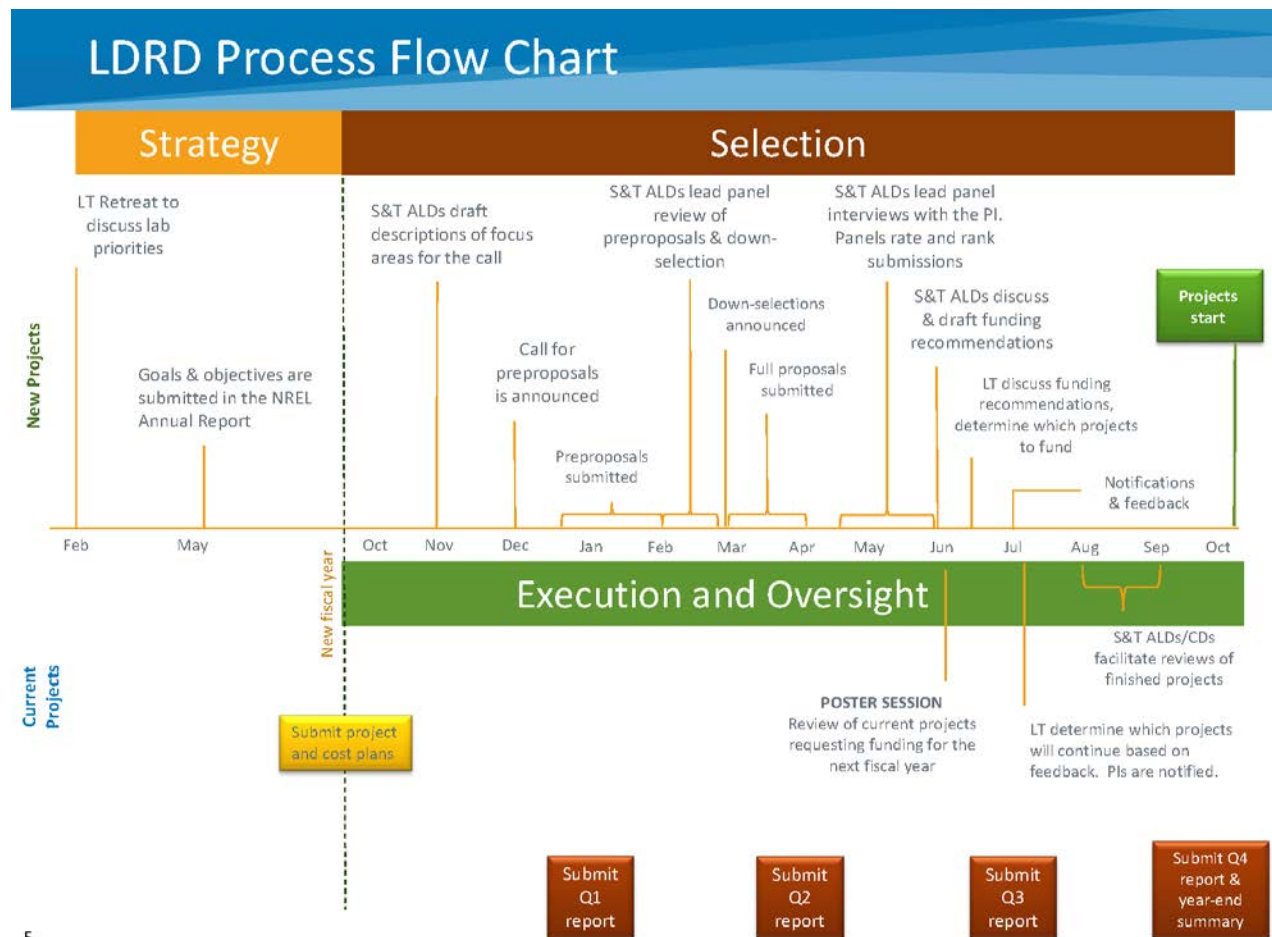 LDRD Process Flow Chart
Strategy
Selection
LT Retreat to
discuss lab
priorities
Goals & objectives are
submitted in the NREL
Annual Report
S&T ALDs draft
descriptions of focus
areas for the call
Call for
preproposals
is announced
Preproposals
submitted
S&T ALDs lead panel
review of
preproposals & down-
selection
Down-selections
announced
Full proposals
submitted
S&T ALDs lead panel
interviews with the PI.
Panels rate and rank
submissions
S&T ALDs discuss
& draft funding
recommendations
LT discuss funding
recommendations,
determine which projects
to fund
Notifications
& feedback
Projects
start
New Projects
Feb
May
Oct
Nov
Dec
Jan
Feb
Mar
Apr
May
Jun
Jul
Aug
Sep
Oct
New fiscal year
Execution and Oversight
Current
Projects
Submit project
and cost plans
POSTER SESSION
Review of current projects
requesting funding for the
next fiscal year
LT determine which projects
will continue based on
feedback. PIs are notified.
S&T ALDs/CDs
facilitate reviews of
finished projects
Submit
Q1
report
Submit
Q2
report
Submit
Q3
report
Submit Q4
report &
year-end
summary